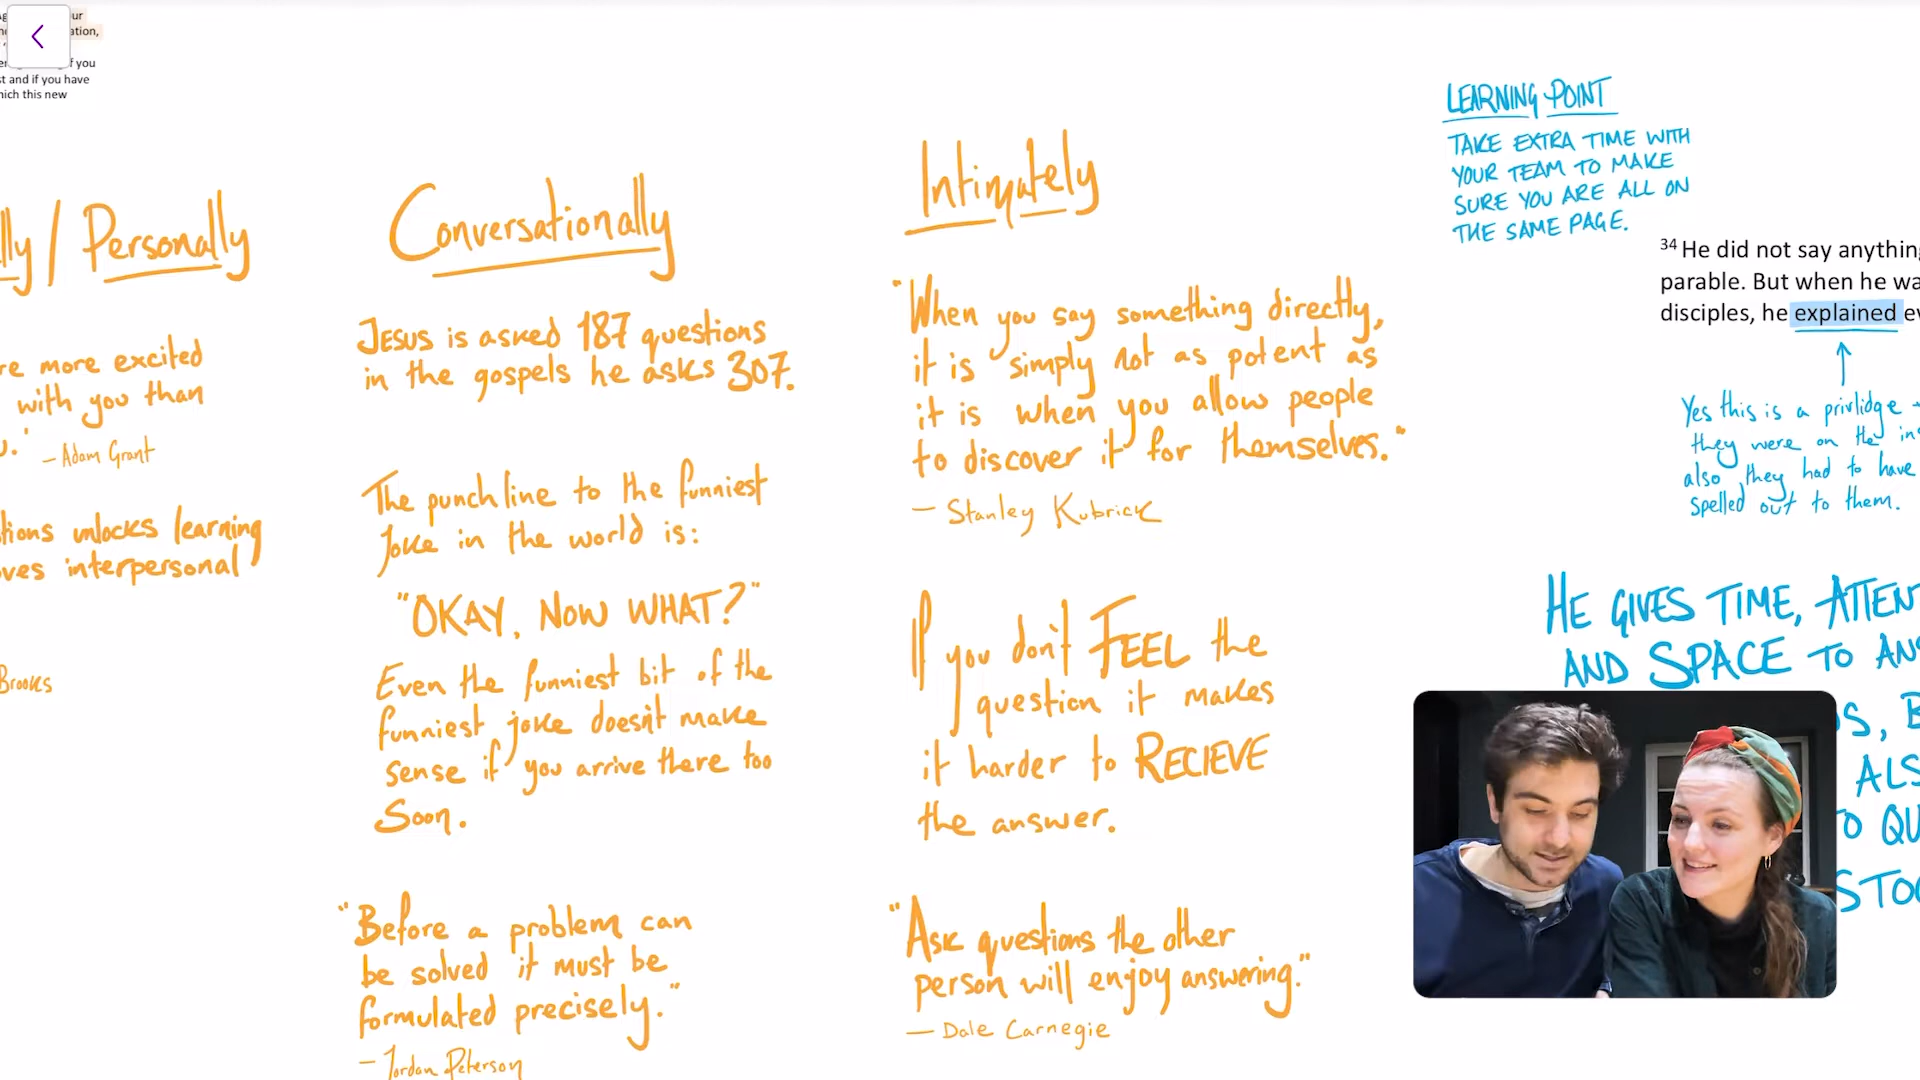 ur
ation,
f you
st and if you have
hich this new
lly / Personally
re more excited
with you than
— Adam Grant
tions unlocks learning
oves interpersonal
Brooks
Conversationally
Jesus is asked 187 questions
in the gospels he asks 307.
The punchline to the funniest
Joke in the world is:
"OKAY, NOW WHAT?"
Even the funniest bit of the
funniest joke doesn't make
sense if you arrive there too
Soon.
"Before a problem can
be solved it must be
formulated precisely."
— Jordan Peterson
Intimately
"When you say something directly,
it is simply not as potent as
it is when you allow people
to discover it for themselves."
— Stanley Kubrick
If you don't FEEL the
question it makes
it harder to RECIEVE
the answer.
"Ask questions the other
person will enjoy answering."
— Dale Carnegie
LEARNING POINT
TAKE EXTRA TIME WITH
YOUR TEAM TO MAKE
SURE YOU ARE ALL ON
THE SAME PAGE.
34 He did not say anything
parable. But when he wa
disciples, he explained ev
Yes this is a privlidge -
they were on the in
also they had to have
spelled out to them.
HE GIVES TIME, ATTEN
AND SPACE TO AN
S, B
ALS
O QU
STOO